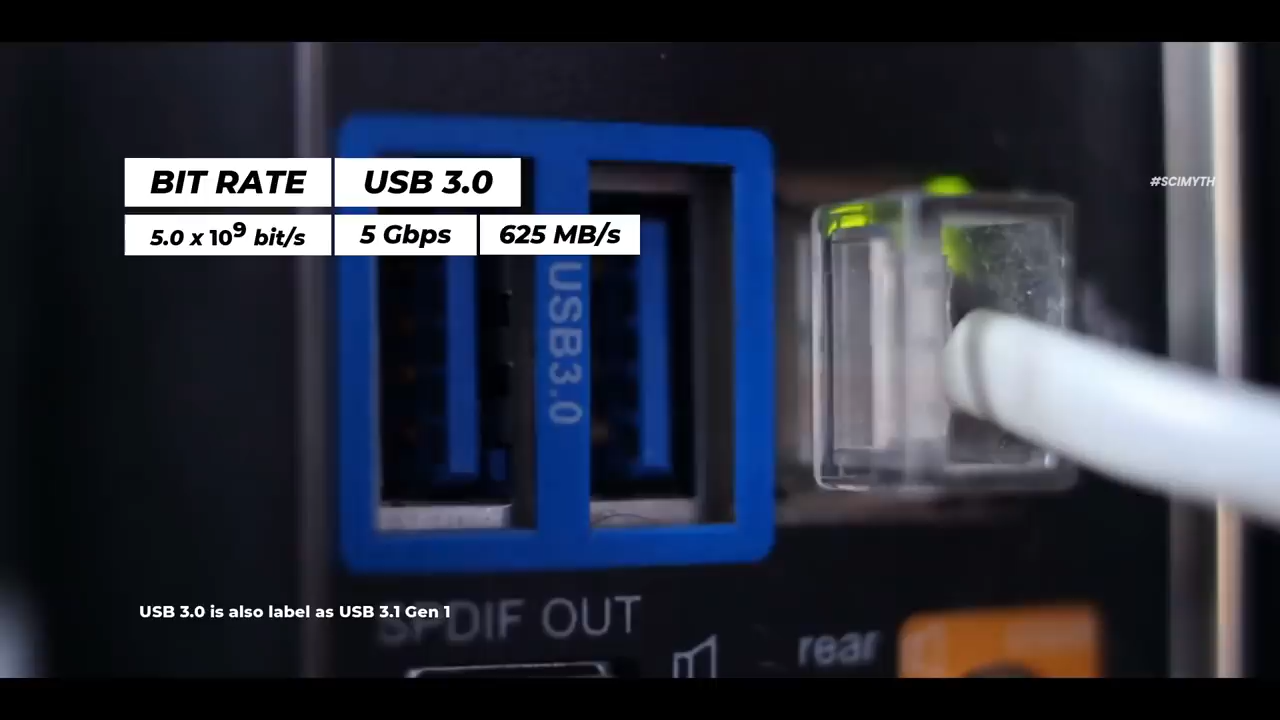 BIT RATE USB 3.0
#SCIMYTH
5.0 x 10⁹ bit/s 5 Gbps 625 MB/s
USB3.0
USB 3.0 is also label as USB 3.1 Gen 1
SPDIF OUT
rear